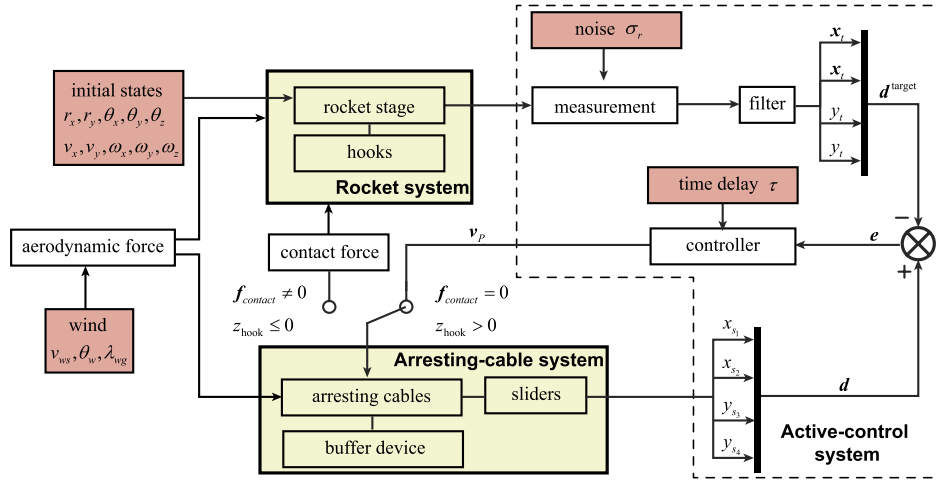 noise σr
initial states
rx, ry, θx, θy, θz
vx, vy, ωx, ωy, ωz
rocket stage
hooks
Rocket system
measurement
filter
xt
xt
yt
yt
d^target
time delay τ
aerodynamic force
contact force
vP
controller
e
−
+
wind
vws, θw, λwg
fcontact ≠ 0
zhook ≤ 0
fcontact = 0
zhook > 0
Arresting-cable system
arresting cables
sliders
buffer device
xs1
xs2
ys3
ys4
d
Active-control
system